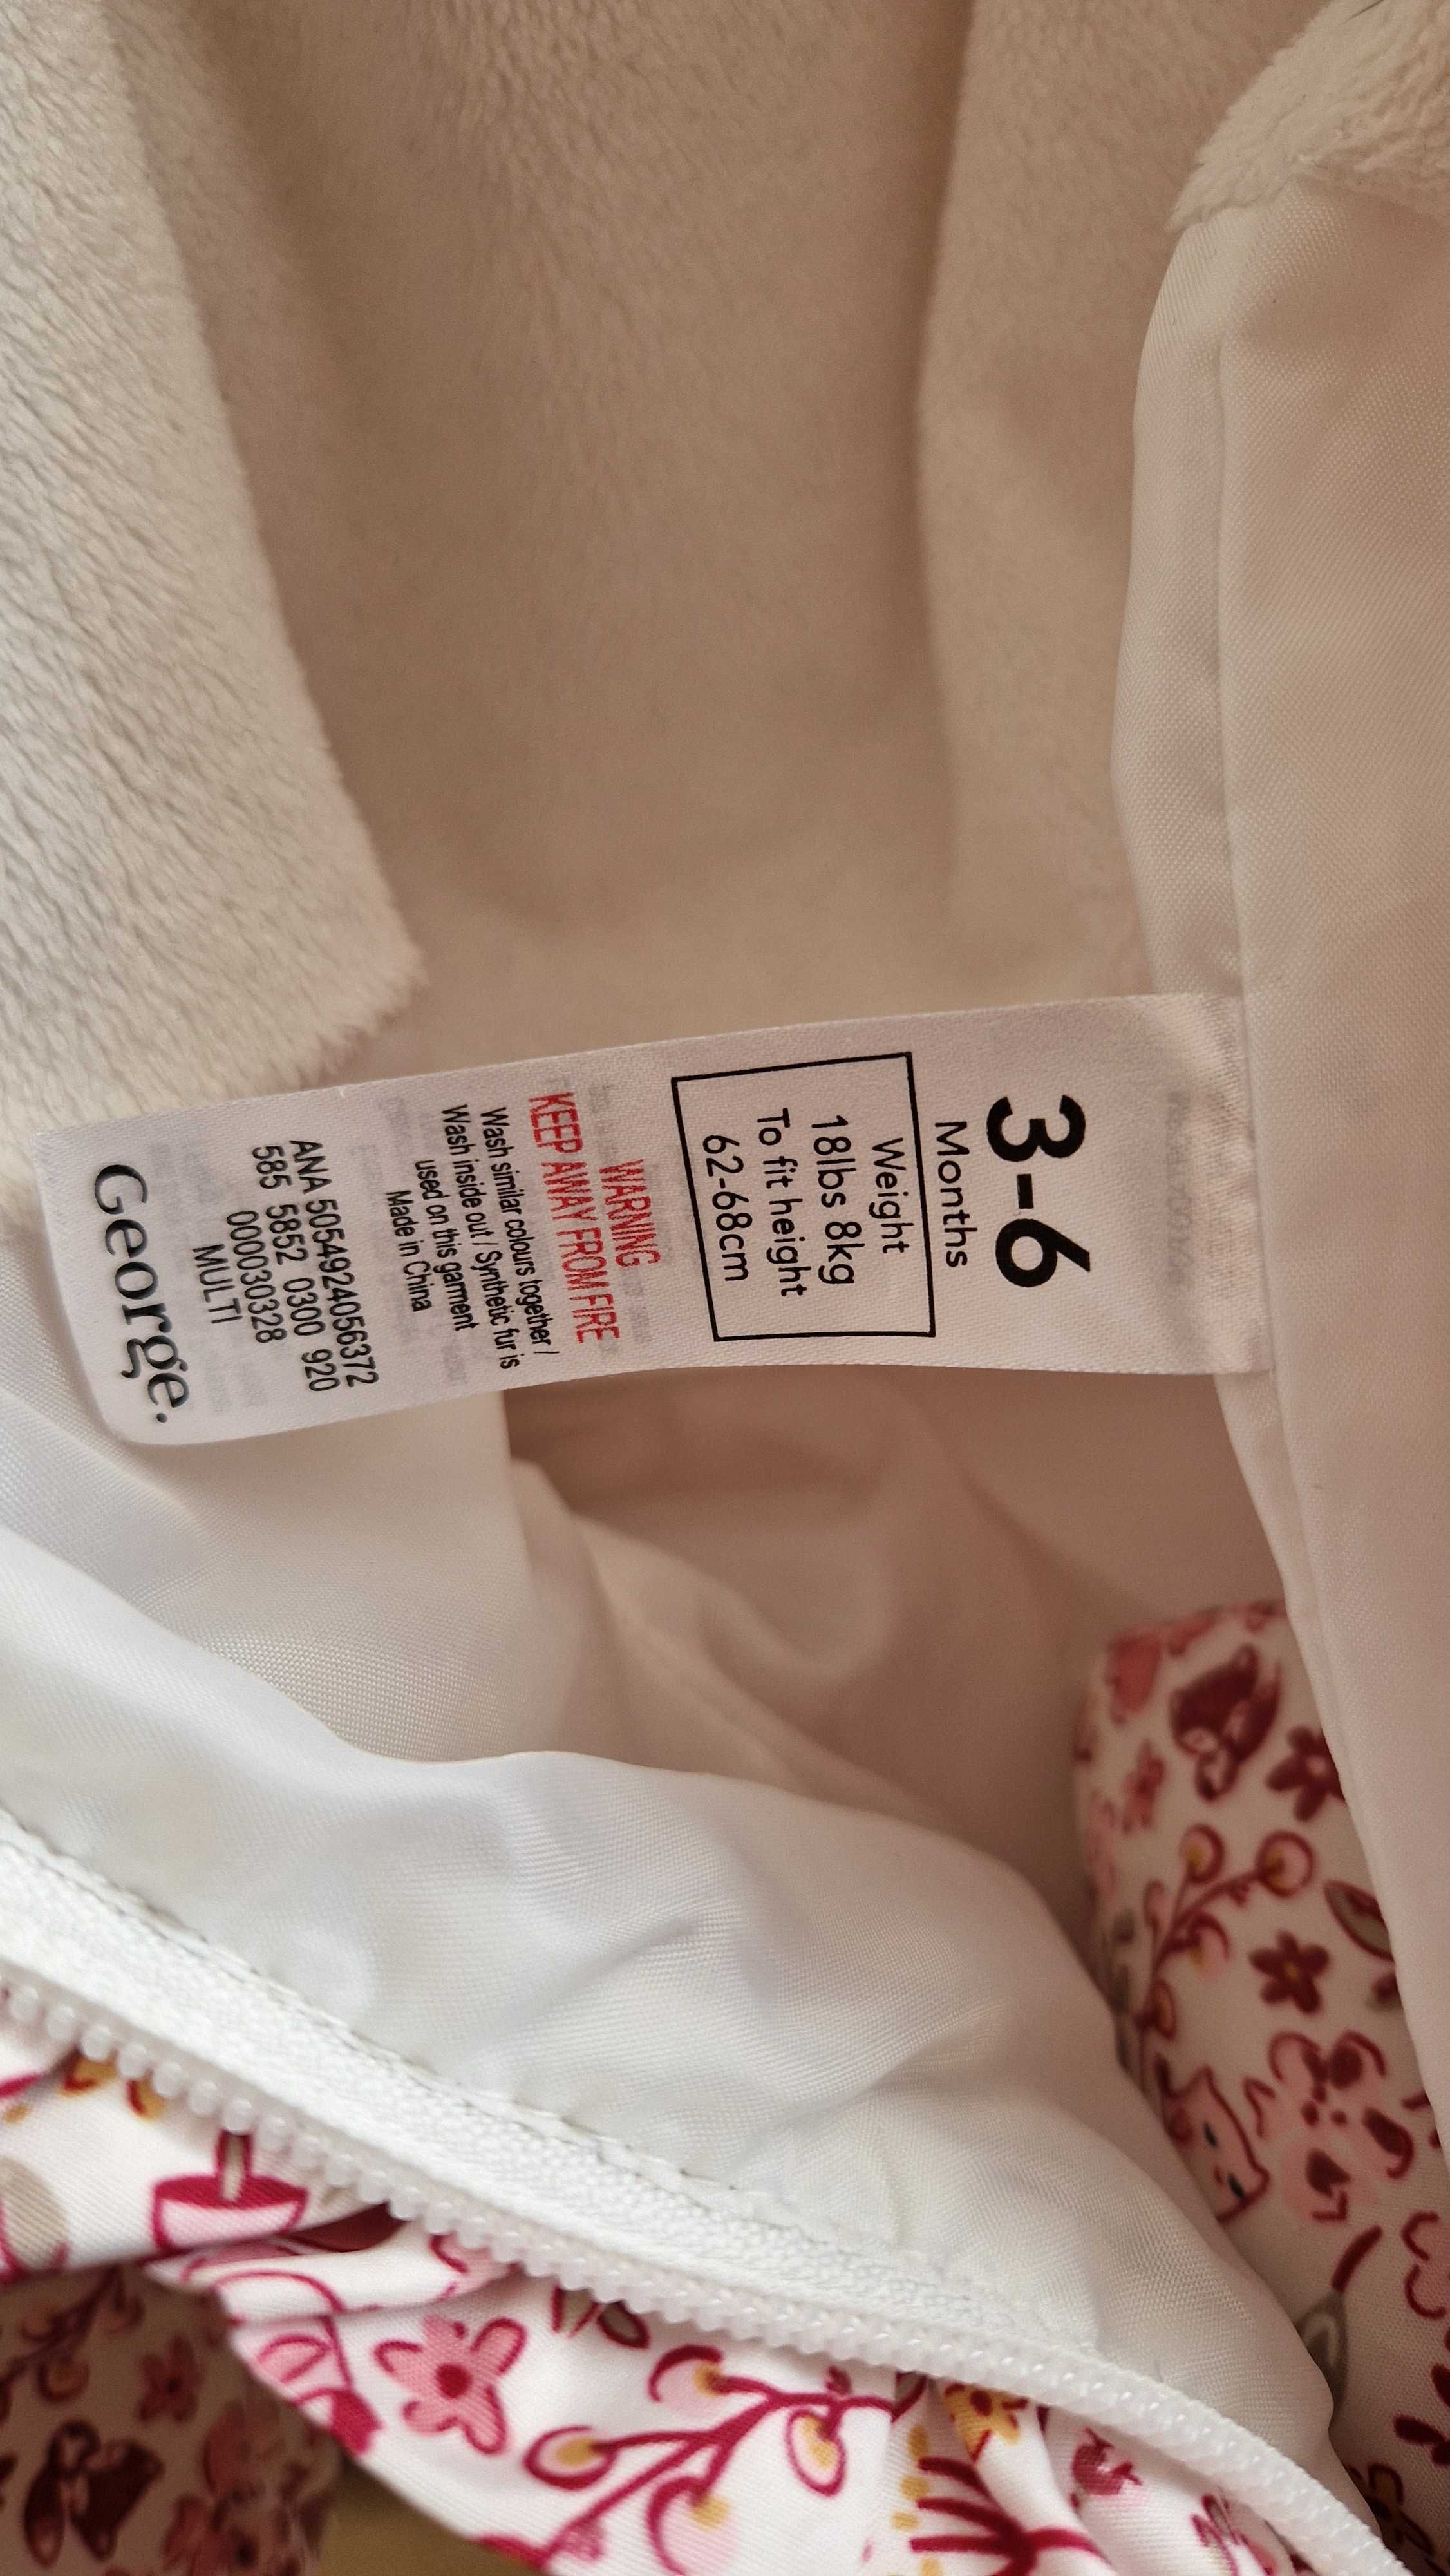 3-6
Months
Weight
18lbs 8kg
To fit height
62-68cm
WARNING
KEEP AWAY FROM FIRE
Wash similar colours together /
Wash inside out / Synthetic fur is
used on this garment
Made in China
ANA 5054924056372
585 5852 0300 920
000030328
MULTI
George.